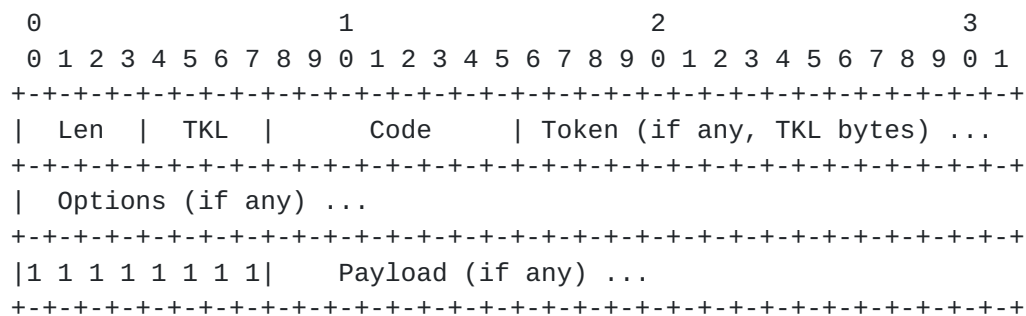 0                   1                   2                   3
 0 1 2 3 4 5 6 7 8 9 0 1 2 3 4 5 6 7 8 9 0 1 2 3 4 5 6 7 8 9 0 1
+-+-+-+-+-+-+-+-+-+-+-+-+-+-+-+-+-+-+-+-+-+-+-+-+-+-+-+-+-+-+-+-+
|  Len  |  TKL  |      Code     | Token (if any, TKL bytes) ...
+-+-+-+-+-+-+-+-+-+-+-+-+-+-+-+-+-+-+-+-+-+-+-+-+-+-+-+-+-+-+-+-+
|  Options (if any) ...
+-+-+-+-+-+-+-+-+-+-+-+-+-+-+-+-+-+-+-+-+-+-+-+-+-+-+-+-+-+-+-+-+
|1 1 1 1 1 1 1 1|    Payload (if any) ...
+-+-+-+-+-+-+-+-+-+-+-+-+-+-+-+-+-+-+-+-+-+-+-+-+-+-+-+-+-+-+-+-+